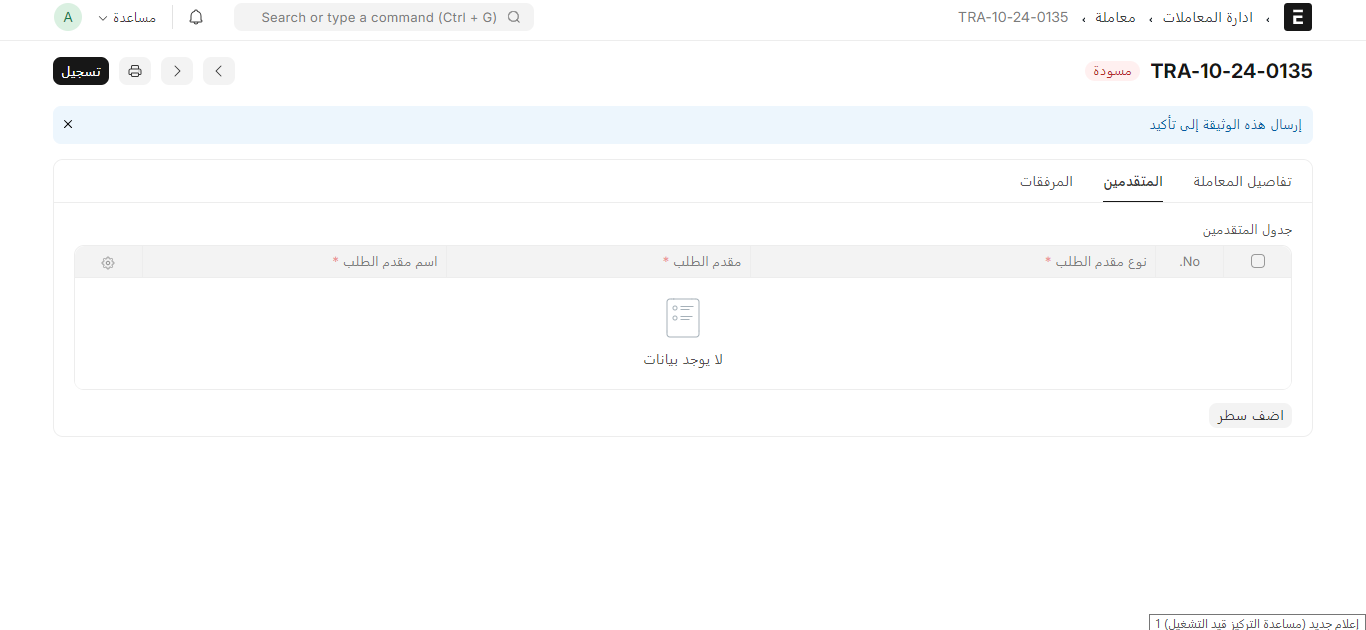 E ‹ ادارة المعاملات ‹ معاملة ‹ TRA-10-24-0135
Search or type a command (Ctrl + G)
مساعدة
A
TRA-10-24-0135 مسودة
تسجيل
إرسال هذه الوثيقة إلى تأكيد
تفاصيل المعاملة المتقدمين المرفقات
جدول المتقدمين
No. نوع مقدم الطلب * مقدم الطلب * اسم مقدم الطلب *
لا يوجد بيانات
اضف سطر
إعلام جديد (مساعدة التركيز قيد التشغيل) 1